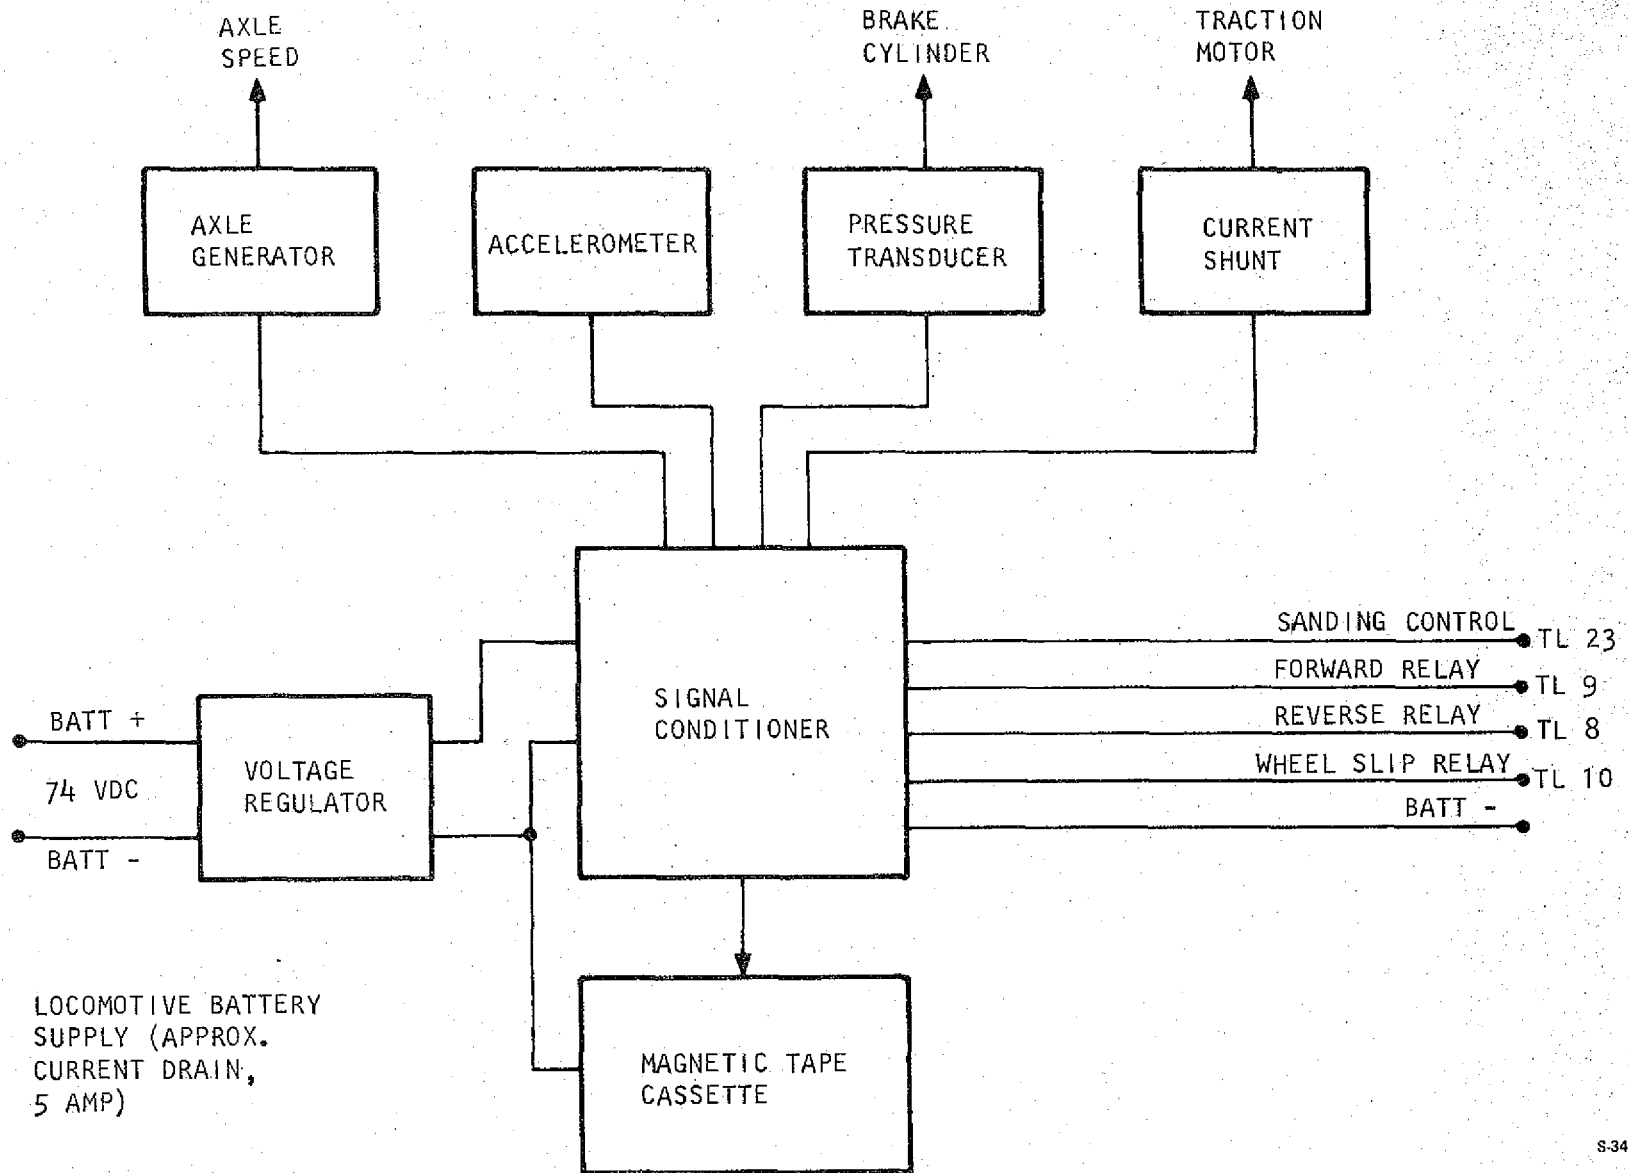 AXLE
SPEED
BRAKE
CYLINDER
TRACTION
MOTOR
AXLE
GENERATOR
ACCELEROMETER
PRESSURE
TRANSDUCER
CURRENT
SHUNT
SANDING CONTROL
TL 23
FORWARD RELAY
TL 9
REVERSE RELAY
TL 8
WHEEL SLIP RELAY
TL 10
BATT -
SIGNAL
CONDITIONER
BATT +
74 VDC
BATT -
VOLTAGE
REGULATOR
LOCOMOTIVE BATTERY
SUPPLY (APPROX.
CURRENT DRAIN,
5 AMP)
MAGNETIC TAPE
CASSETTE
S-34